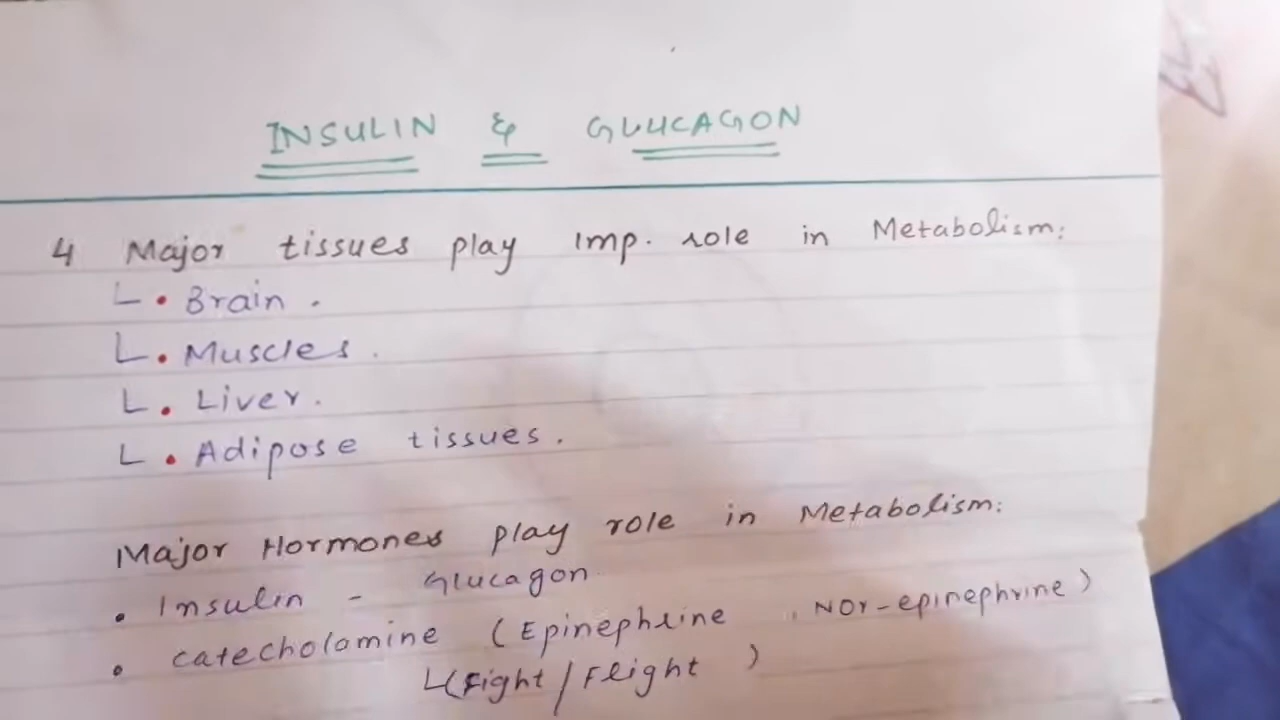 INSULIN & GLUCAGON
4 Major tissues play Imp. role in Metabolism:
• Brain.
• Muscles.
• Liver.
• Adipose tissues.
Major Hormones play role in Metabolism:
• Insulin - Glucagon
• catecholamine (Epinephrine, Nor-epinephrine)
(Fight/Flight)